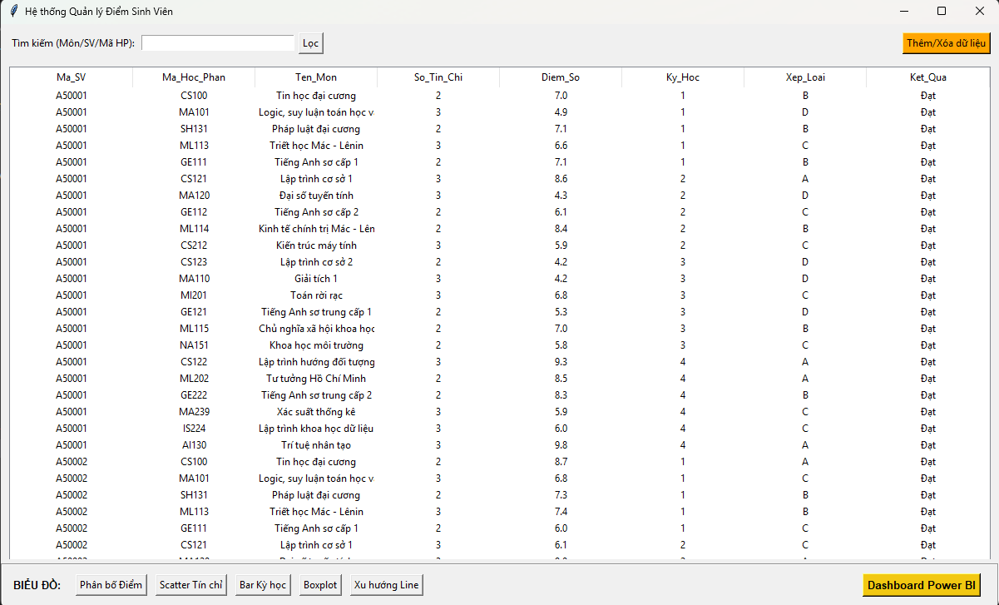 Hệ thống Quản lý Điểm Sinh Viên
Tìm kiếm (Môn/SV/Mã HP): Lọc Thêm/Xóa dữ liệu
Ma_SV Ma_Hoc_Phan Ten_Mon So_Tin_Chi Diem_So Ky_Hoc Xep_Loai Ket_Qua
A50001 CS100 Tin học đại cương 2 7.0 1 B Đạt
A50001 MA101 Logic, suy luận toán học v 3 4.9 1 D Đạt
A50001 SH131 Pháp luật đại cương 2 7.1 1 B Đạt
A50001 ML113 Triết học Mác - Lênin 3 6.6 1 C Đạt
A50001 GE111 Tiếng Anh sơ cấp 1 2 7.1 1 B Đạt
A50001 CS121 Lập trình cơ sở 1 3 8.6 2 A Đạt
A50001 MA120 Đại số tuyến tính 3 4.3 2 D Đạt
A50001 GE112 Tiếng Anh sơ cấp 2 2 6.1 2 C Đạt
A50001 ML114 Kinh tế chính trị Mác - Lên 2 8.4 2 B Đạt
A50001 CS212 Kiến trúc máy tính 3 5.9 2 C Đạt
A50001 CS123 Lập trình cơ sở 2 2 4.2 3 D Đạt
A50001 MA110 Giải tích 1 3 4.2 3 D Đạt
A50001 MI201 Toán rời rạc 3 6.8 3 C Đạt
A50001 GE121 Tiếng Anh sơ trung cấp 1 2 5.3 3 D Đạt
A50001 ML115 Chủ nghĩa xã hội khoa học 2 7.0 3 B Đạt
A50001 NA151 Khoa học môi trường 2 5.8 3 C Đạt
A50001 CS122 Lập trình hướng đối tượng 3 9.3 4 A Đạt
A50001 ML202 Tư tưởng Hồ Chí Minh 2 8.5 4 A Đạt
A50001 GE222 Tiếng Anh sơ trung cấp 2 2 8.3 4 B Đạt
A50001 MA239 Xác suất thống kê 3 5.9 4 C Đạt
A50001 IS224 Lập trình khoa học dữ liệu 3 6.0 4 C Đạt
A50001 AI130 Trí tuệ nhân tạo 3 9.8 4 A Đạt
A50002 CS100 Tin học đại cương 2 8.7 1 A Đạt
A50002 MA101 Logic, suy luận toán học v 3 6.8 1 C Đạt
A50002 SH131 Pháp luật đại cương 2 7.3 1 B Đạt
A50002 ML113 Triết học Mác - Lênin 3 7.4 1 B Đạt
A50002 GE111 Tiếng Anh sơ cấp 1 2 6.0 1 C Đạt
A50002 CS121 Lập trình cơ sở 1 3 6.1 2 C Đạt
BIỂU ĐỒ: Phân bố Điểm Scatter Tín chỉ Bar Kỳ học Boxplot Xu hướng Line Dashboard Power BI